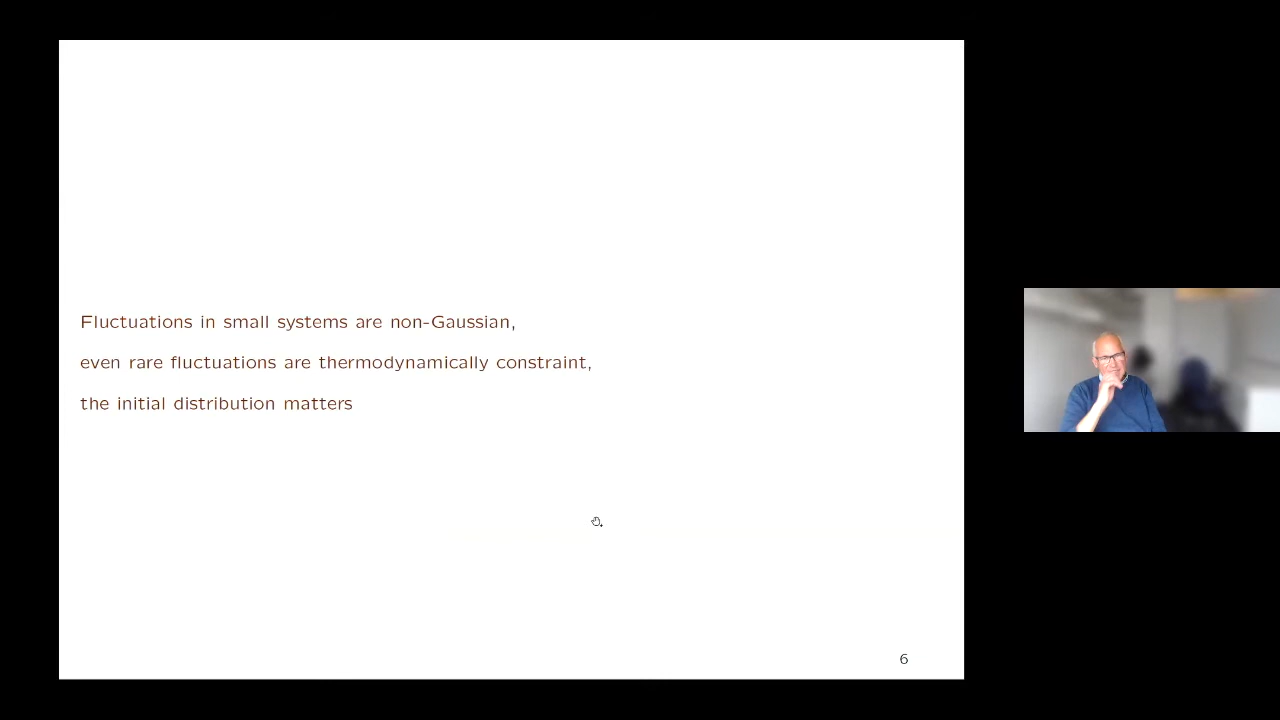 Fluctuations in small systems are non-Gaussian,
even rare fluctuations are thermodynamically constraint,
the initial distribution matters
6